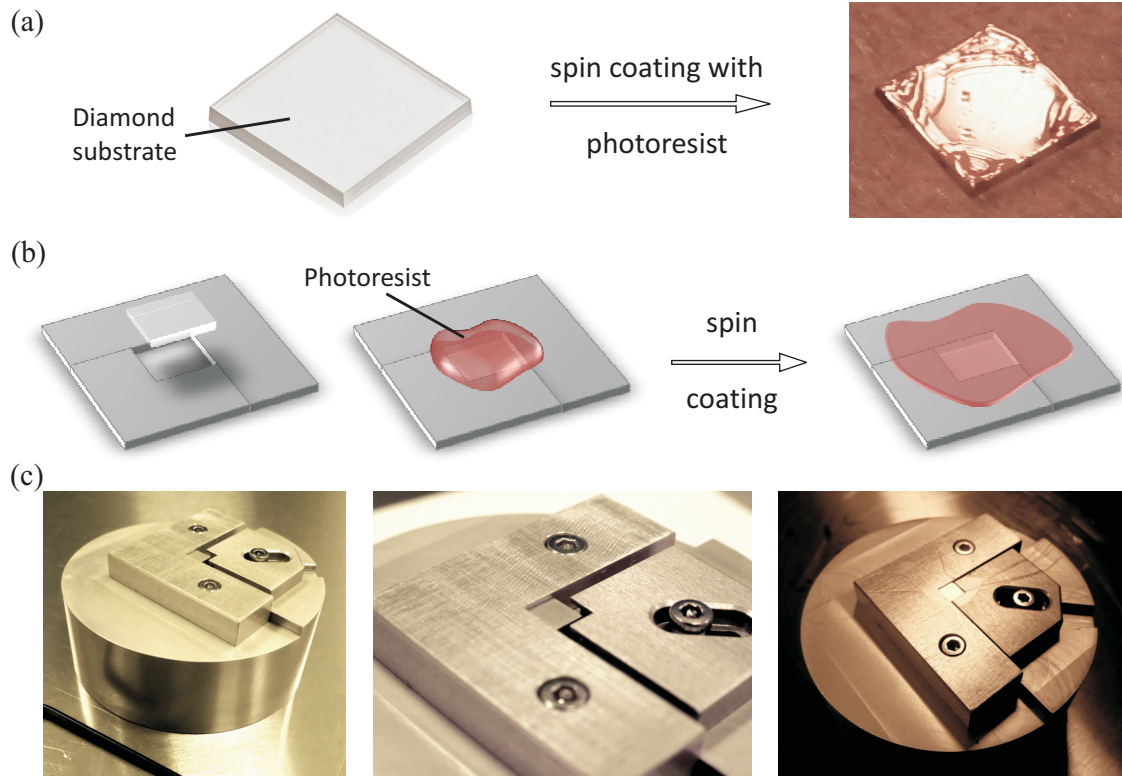 (a)
spin coating with
Diamond
substrate
photoresist
(b)
Photoresist
spin
coating
(c)